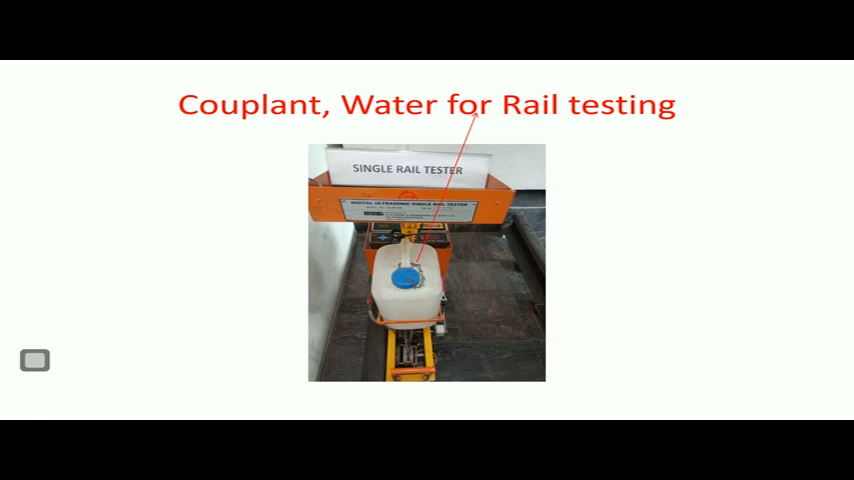 Couplant, Water for Rail testing
SINGLE RAIL TESTER
DIGITAL ULTRASONIC SINGLE RAIL TESTER